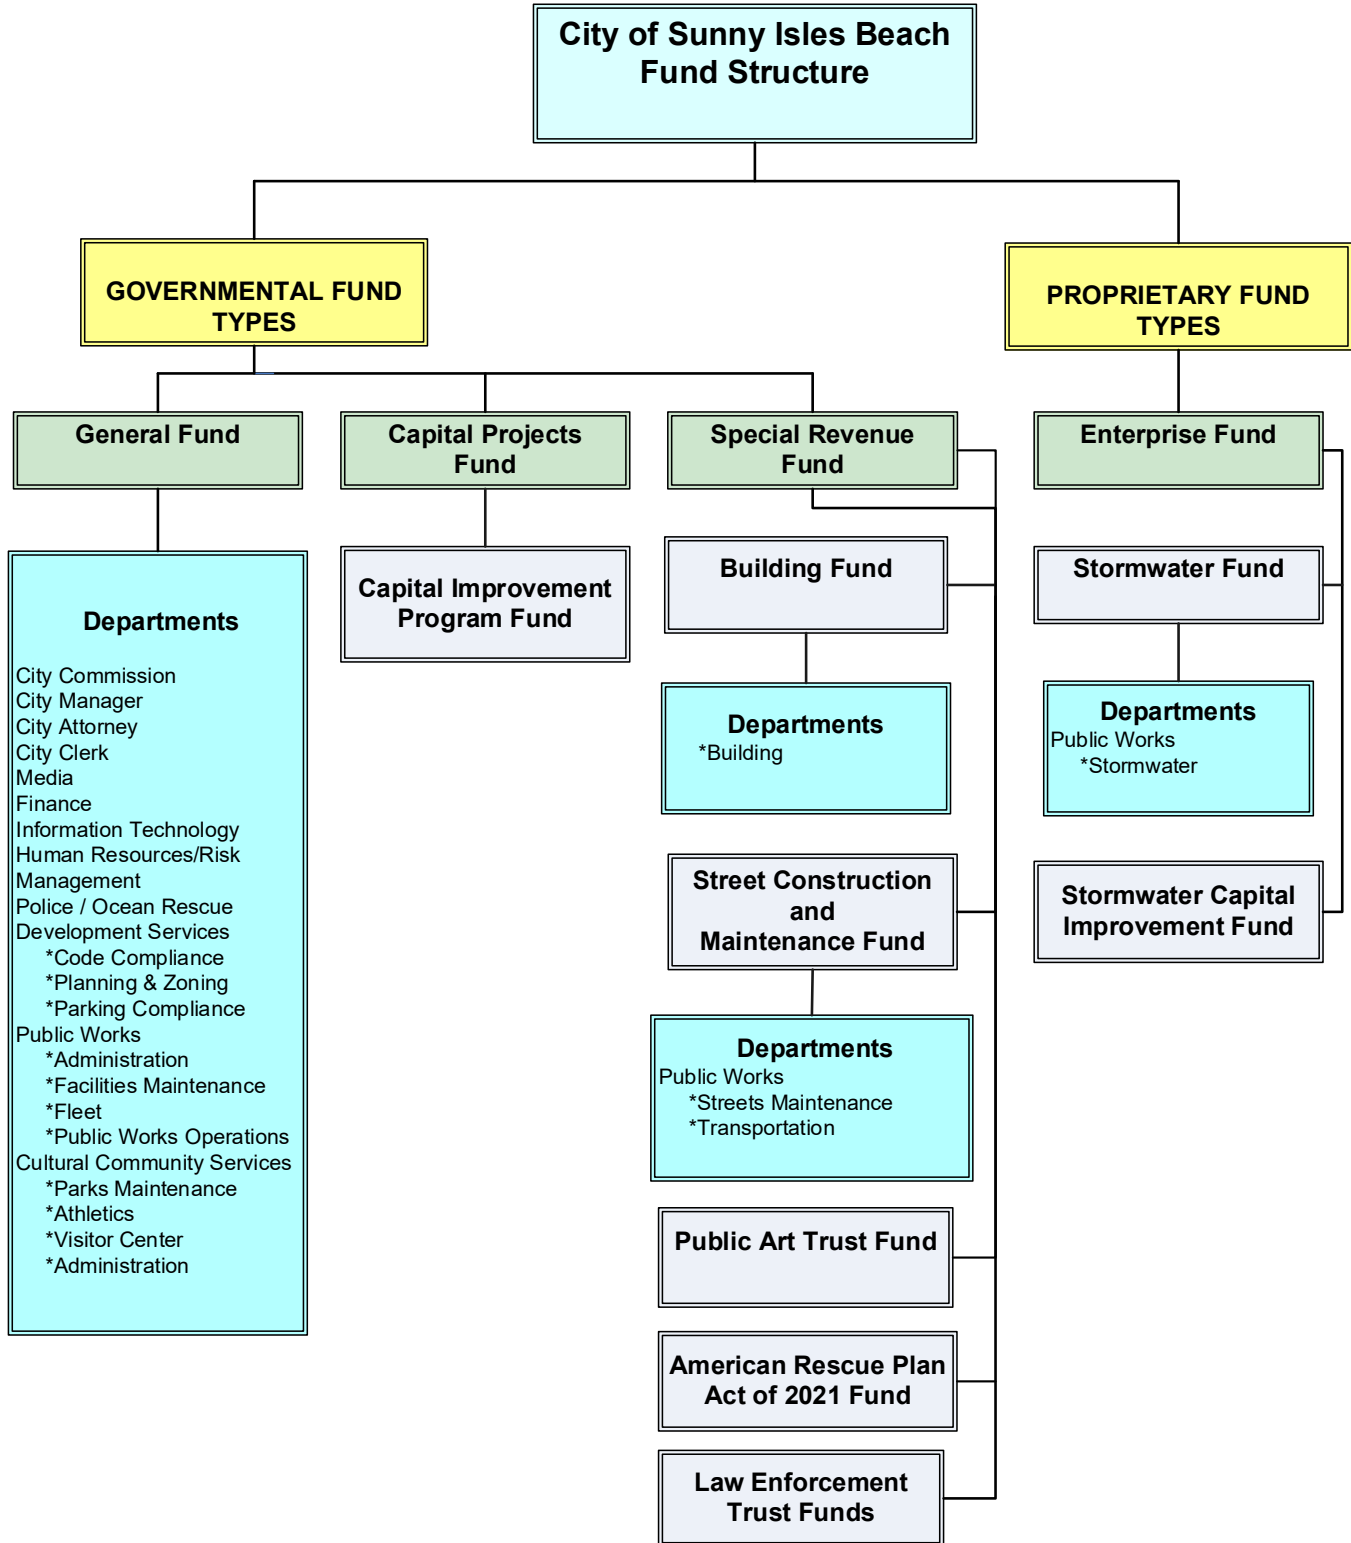 City of Sunny Isles Beach
Fund Structure
GOVERNMENTAL FUND
TYPES
PROPRIETARY FUND
TYPES
General Fund
Capital Projects
Fund
Special Revenue
Fund
Enterprise Fund
Departments
City Commission
City Manager
City Attorney
City Clerk
Media
Finance
Information Technology
Human Resources/Risk
Management
Police / Ocean Rescue
Development Services
*Code Compliance
*Planning & Zoning
*Parking Compliance
Public Works
*Administration
*Facilities Maintenance
*Fleet
*Public Works Operations
Cultural Community Services
*Parks Maintenance
*Athletics
*Visitor Center
*Administration
Capital Improvement
Program Fund
Building Fund
Departments
*Building
Street Construction
and
Maintenance Fund
Departments
Public Works
*Streets Maintenance
*Transportation
Public Art Trust Fund
American Rescue Plan
Act of 2021 Fund
Law Enforcement
Trust Funds
Stormwater Fund
Departments
Public Works
*Stormwater
Stormwater Capital
Improvement Fund